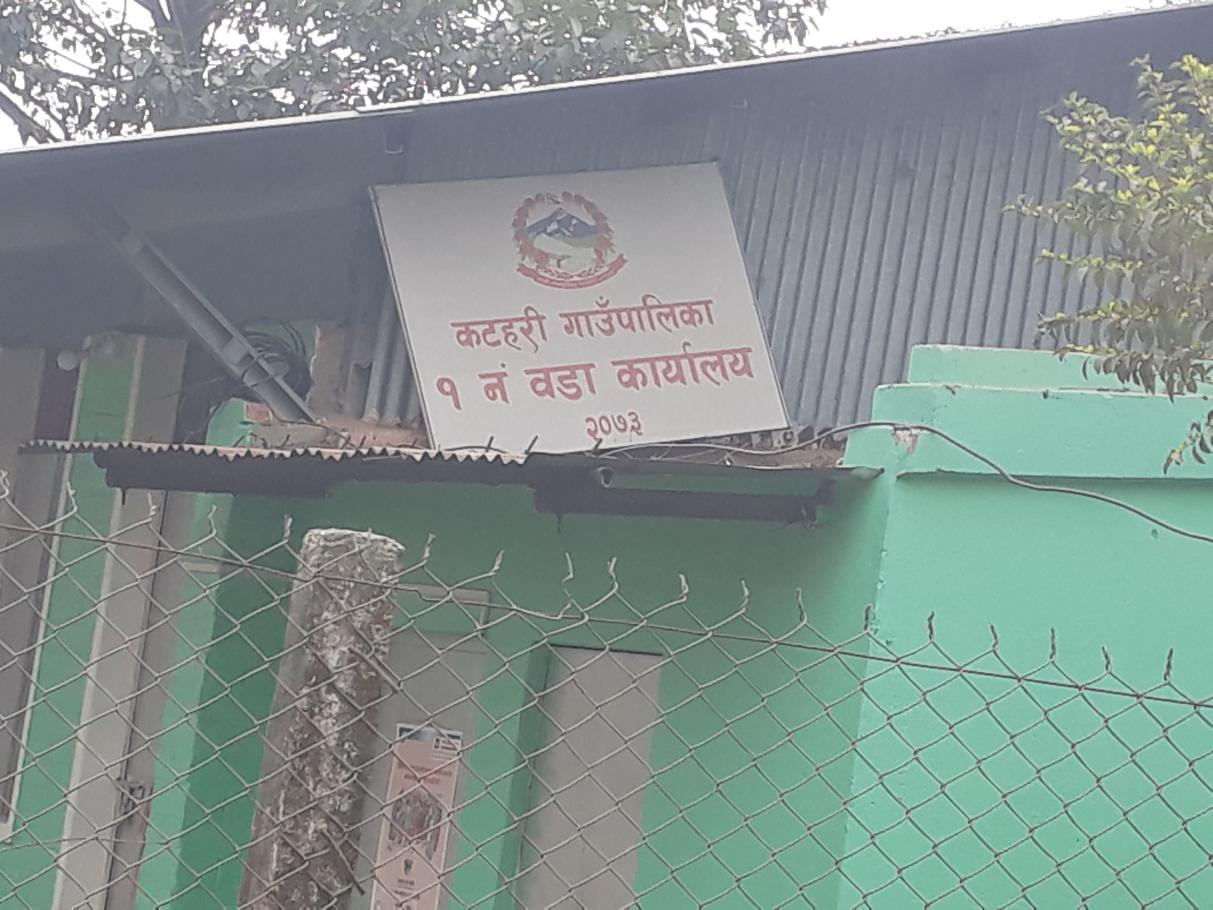 कटहरी गाउँपालिका
१ नं वडा कार्यालय
२०७३